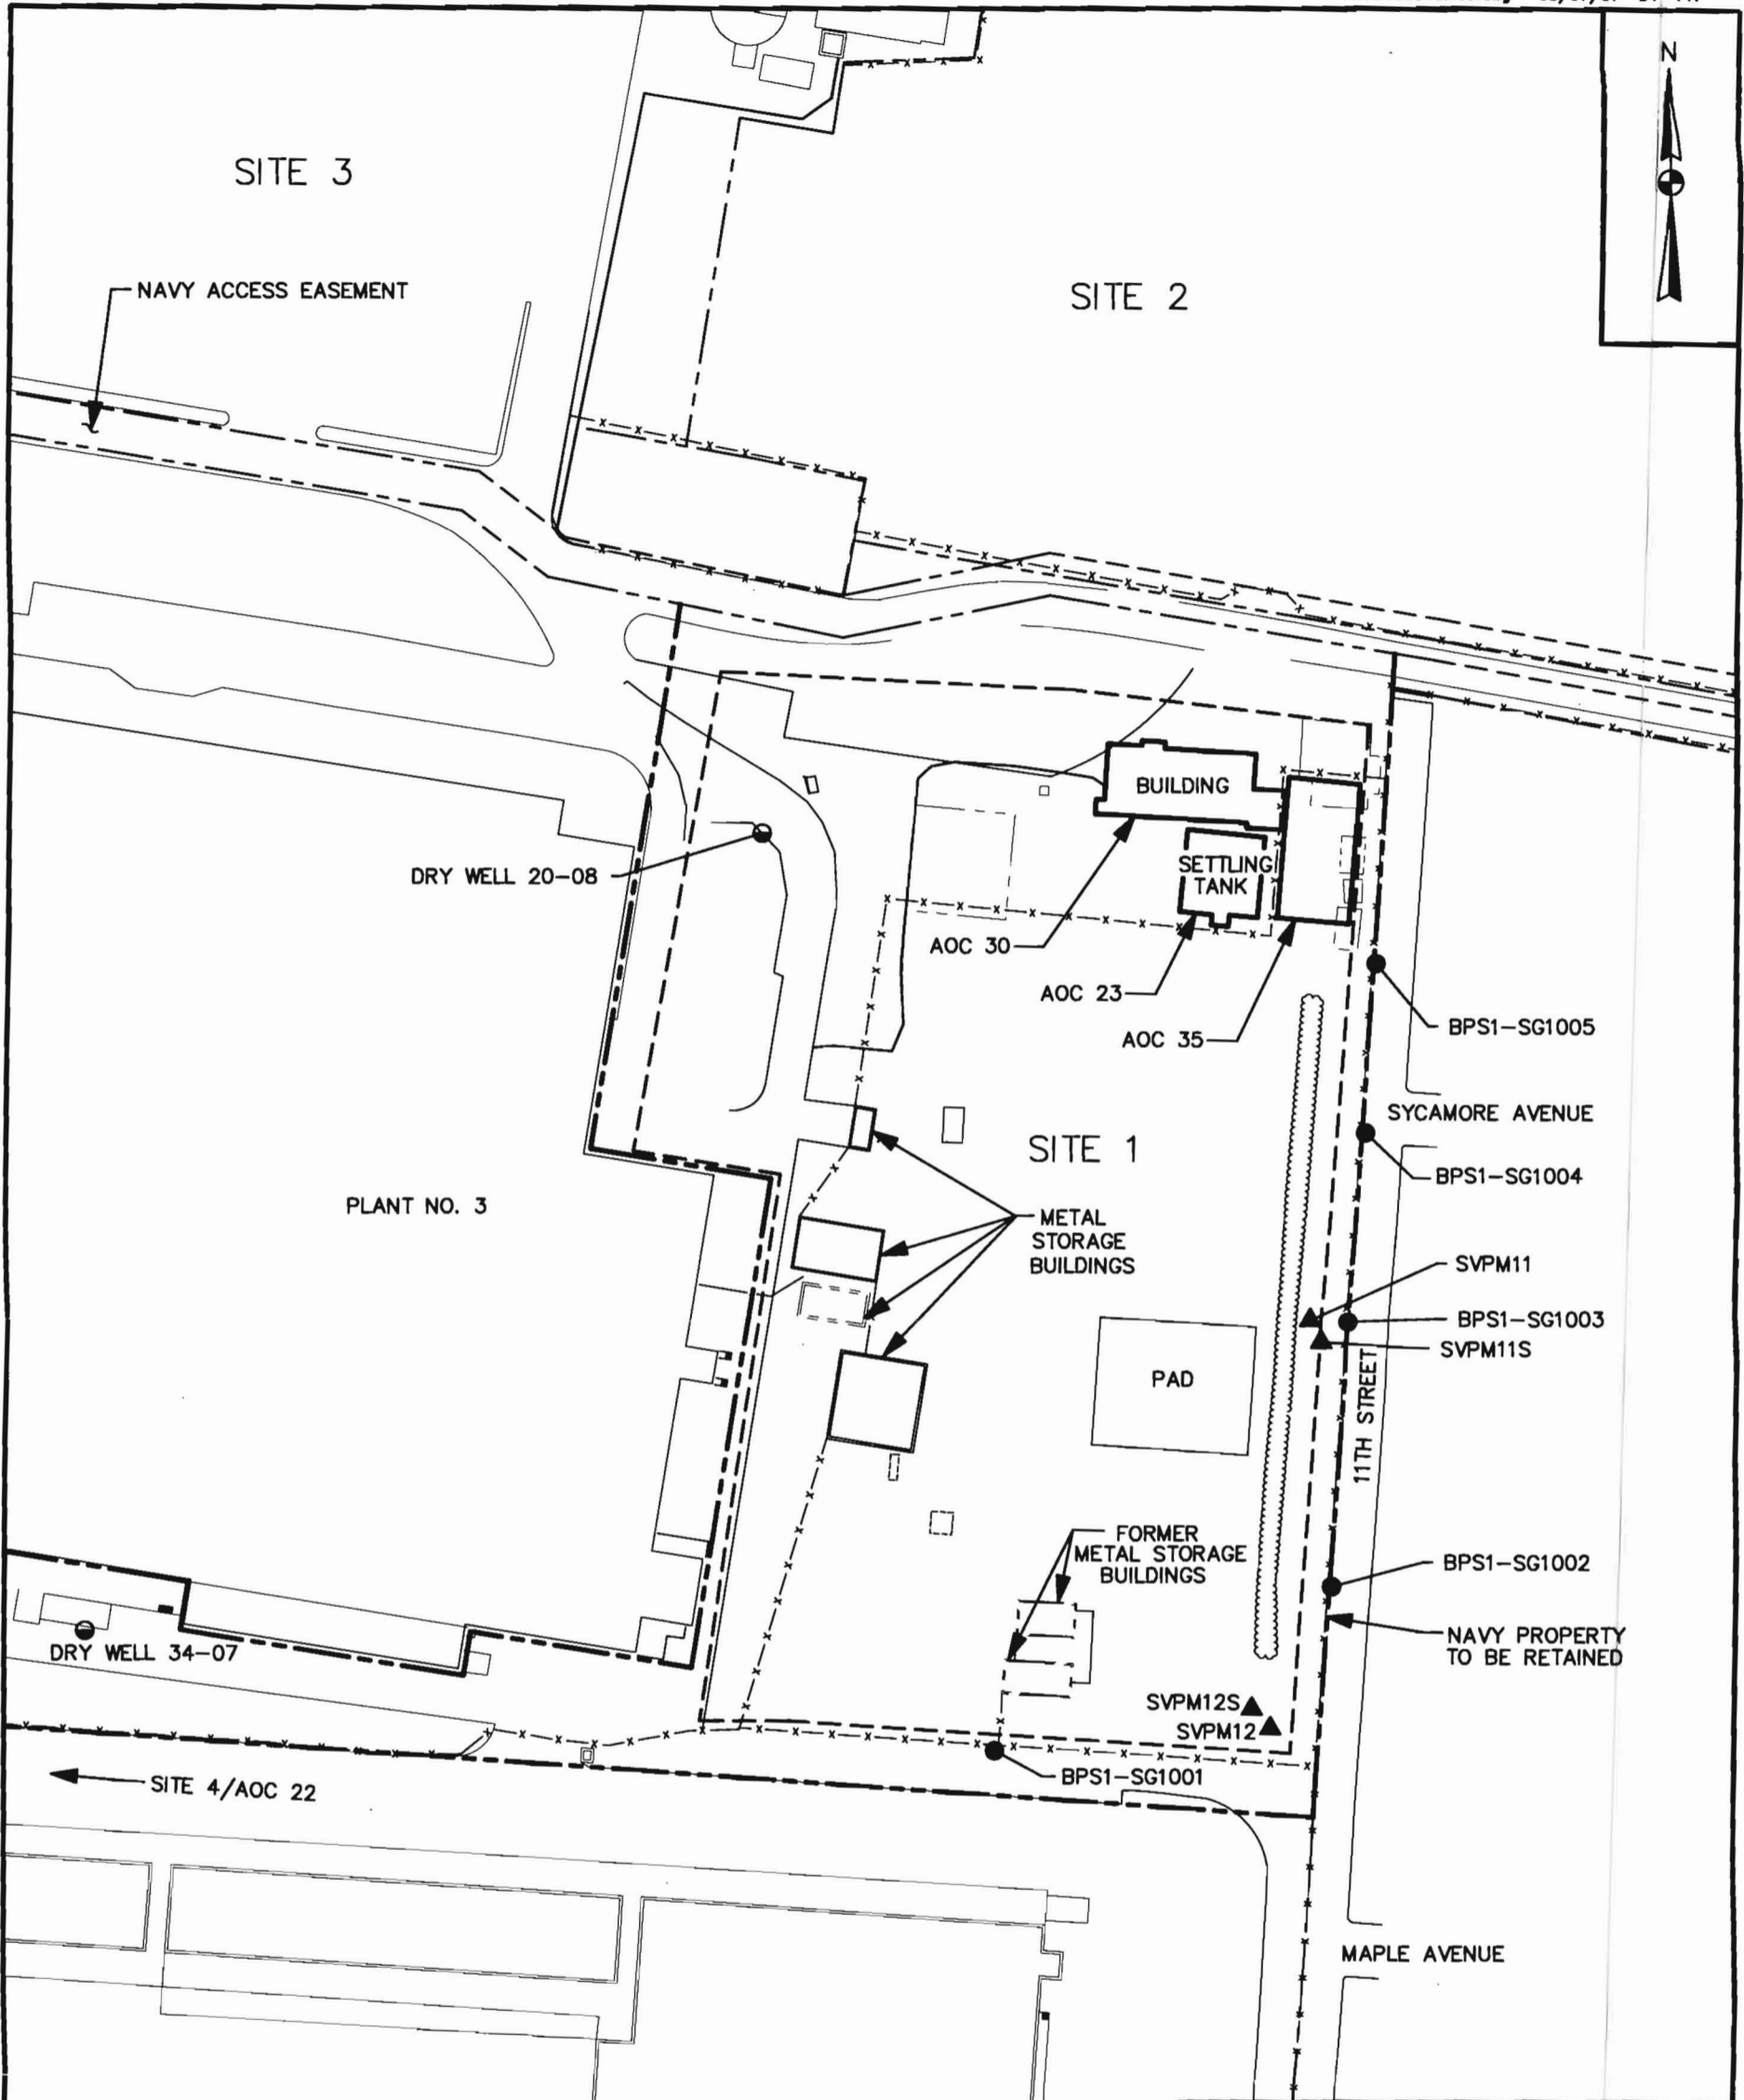 N
SITE 3
NAVY ACCESS EASEMENT
SITE 2
BUILDING
SETTLING
TANK
DRY WELL 20-08
AOC 30
AOC 23
AOC 35
BPS1-SG1005
SYCAMORE AVENUE
SITE 1
BPS1-SG1004
PLANT NO. 3
METAL
STORAGE
BUILDINGS
SVPM11
BPS1-SG1003
SVPM11S
PAD
11TH STREET
FORMER
METAL STORAGE
BUILDINGS
BPS1-SG1002
NAVY PROPERTY
TO BE RETAINED
DRY WELL 34-07
SVPM12S
SVPM12
BPS1-SG1001
SITE 4/AOC 22
MAPLE AVENUE